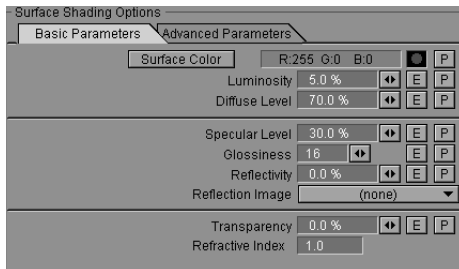 Surface Shading Options
Basic Parameters Advanced Parameters
Surface Color R:255 G:0 B:0 P
Luminosity 5.0 % E P
Diffuse Level 70.0 % E P
Specular Level 30.0 % E P
Glossiness 16 E P
Reflectivity 0.0 % E P
Reflection Image (none)
Transparency 0.0 % E P
Refractive Index 1.0